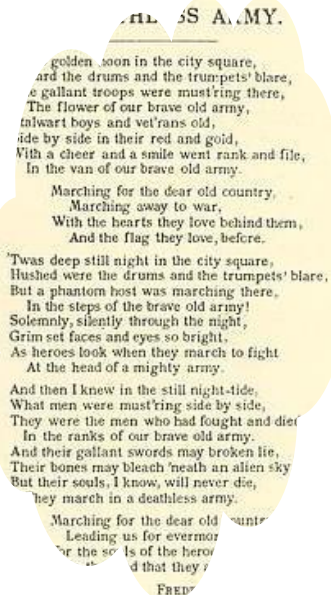 ARMY.
golden noon in the city square,
the drums and the trumpets' blare,
gallant troops were must'ring there,
The flower of our brave old army,
stalwart boys and vet'rans old,
side by side in their red and gold,
With a cheer and a smile went rank and file,
In the van of our brave old army.
Marching for the dear old country,
Marching away to war,
With the hearts they love behind them,
And the flag they love, before.
'Twas deep still night in the city square,
Hushed were the drums and the trumpets' blare,
But a phantom host was marching there,
In the steps of the brave old army!
Solemnly, silently through the night,
Grim set faces and eyes so bright,
As heroes look when they march to fight
At the head of a mighty army.
And then I knew in the still night-tide,
What men were must'ring side by side,
They were the men who had fought and died
In the ranks of our brave old army.
And their gallant swords may broken lie,
Their bones may bleach 'neath an alien sky
But their souls, I know, will never die,
They march in a deathless army.
Marching for the dear old
Leading us for evermore
for the souls of the
that they